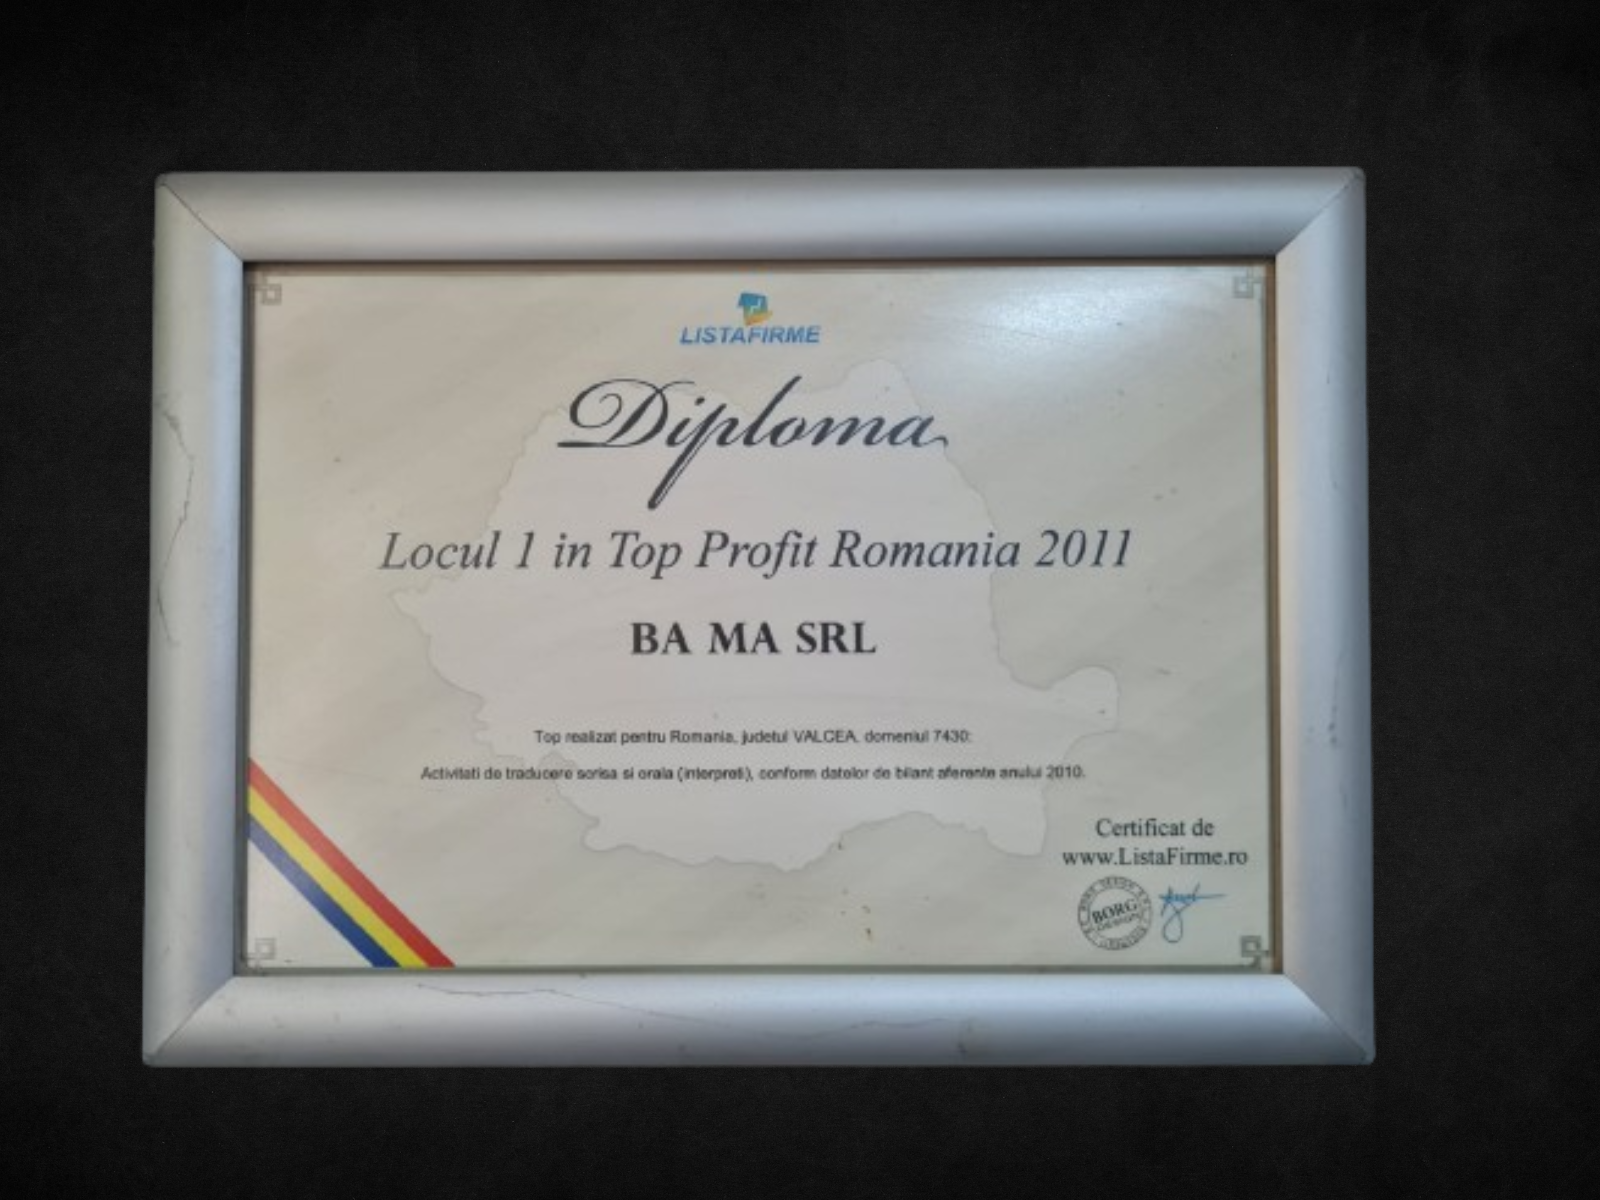 LISTAFIRME
Diploma
Locul 1 in Top Profit Romania 2011
BA MA SRL
Top realizat pentru Romania, judetul VALCEA, domeniul 7430:
Activitati de traducere scrisa si orala (interpreti), conform datelor de bilant aferente anului 2010.
Certificat de
www.ListaFirme.ro
BORG
DESIGN